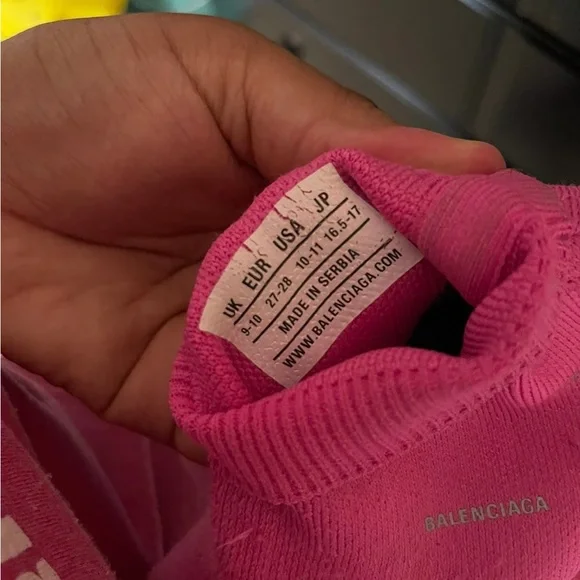 UK EUR USA JP
9-10 27-28 10-11 16.5-17
MADE IN SERBIA
WWW.BALENCIAGA.COM
BALENCIAGA